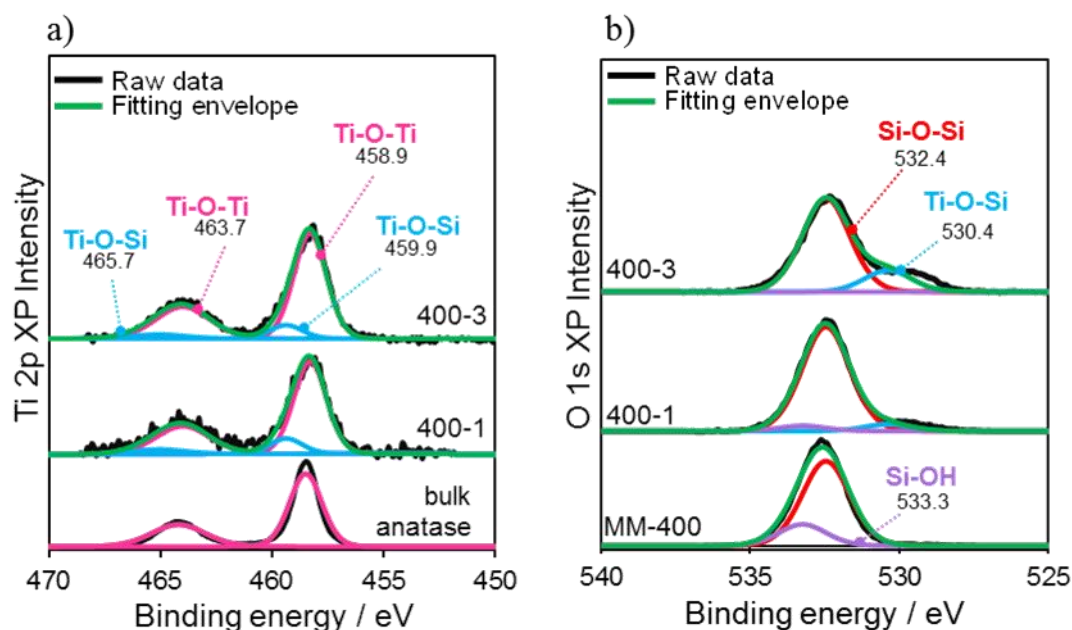 a)
Raw data
Fitting envelope
Ti-O-Ti
458.9
Ti-O-Ti
463.7
Ti-O-Si
465.7
Ti-O-Si
459.9
400-3
400-1
bulk
anatase
Ti 2p XP Intensity
470 465 460 455 450
Binding energy / eV
b)
Raw data
Fitting envelope
Si-O-Si
532.4
Ti-O-Si
530.4
400-3
400-1
Si-OH
533.3
MM-400
O 1s XP Intensity
540 535 530 525
Binding energy / eV